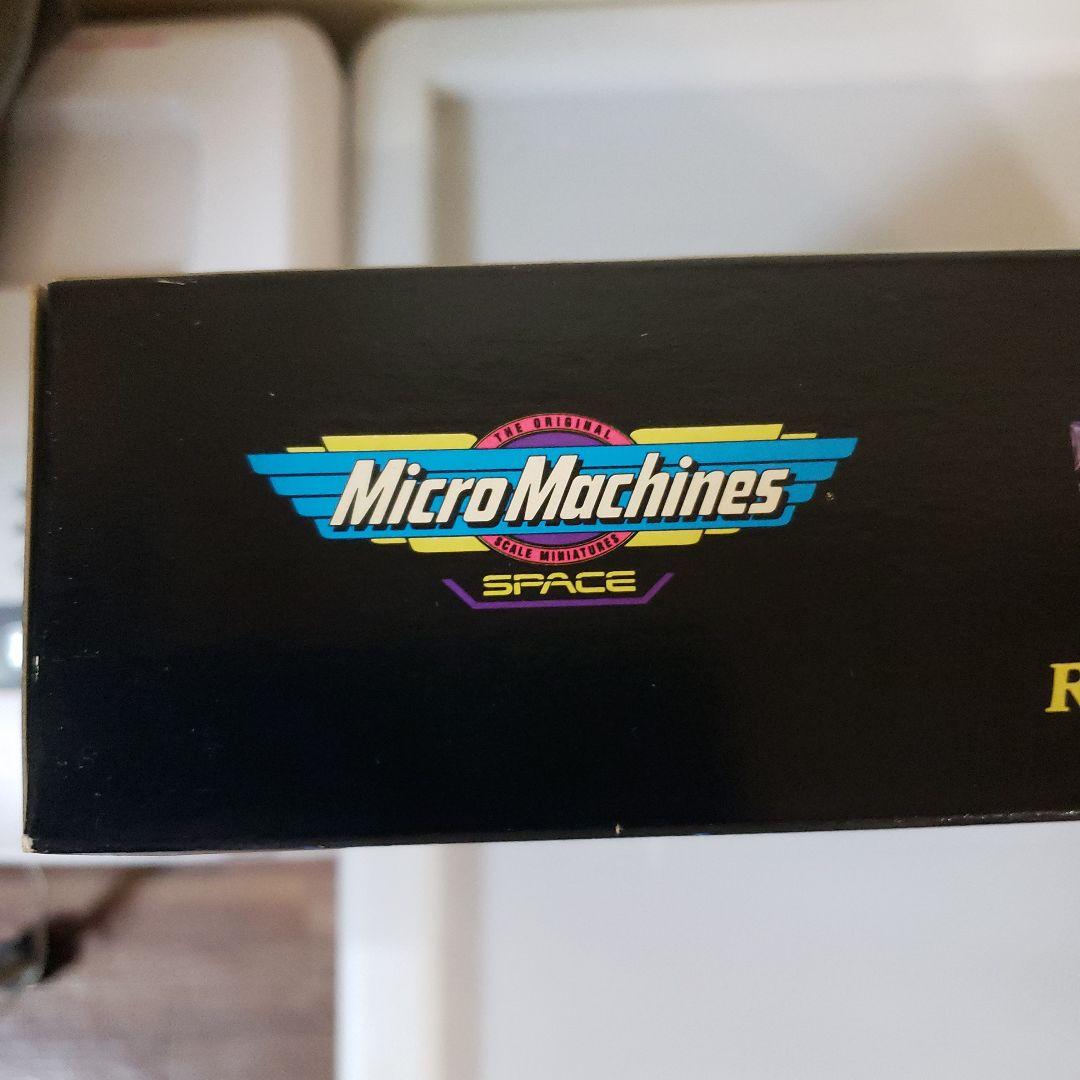 THE ORIGINAL
Micro Machines
SCALE MINIATURES
SPACE
R